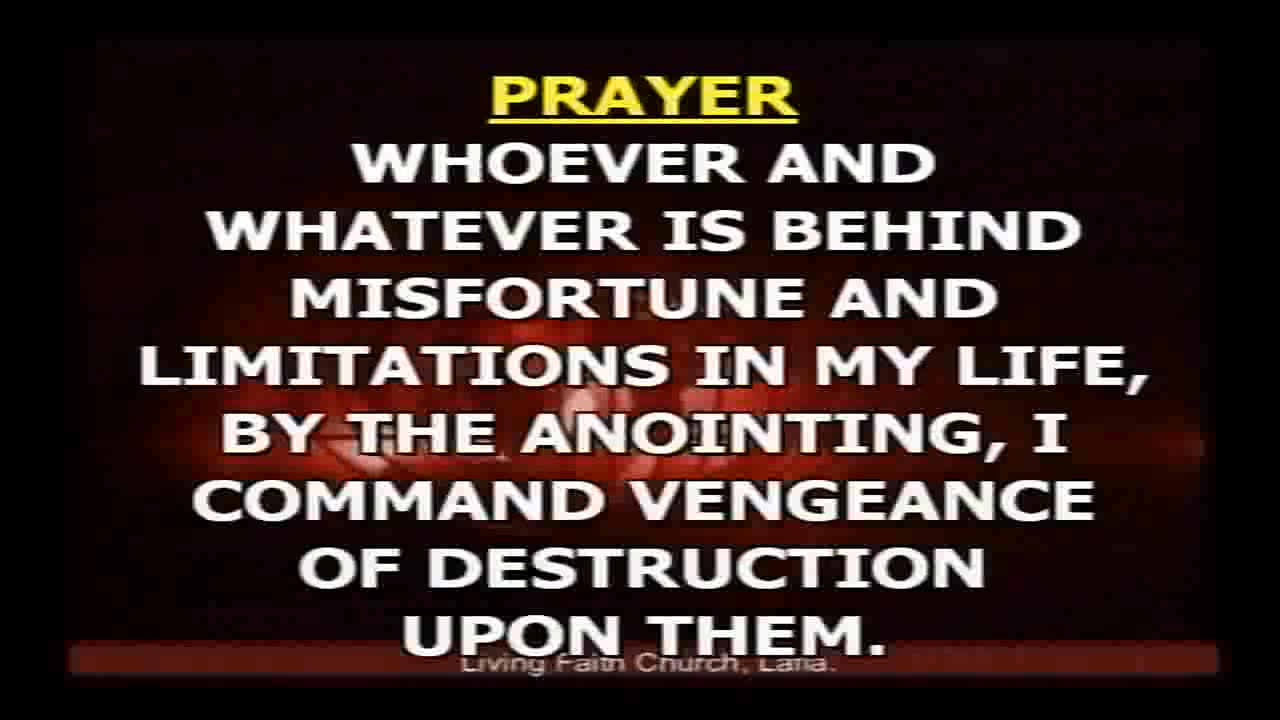 PRAYER
WHOEVER AND
WHATEVER IS BEHIND
MISFORTUNE AND
LIMITATIONS IN MY LIFE,
BY THE ANOINTING, I
COMMAND VENGEANCE
OF DESTRUCTION
UPON THEM.
Living Faith Church, Lafia.